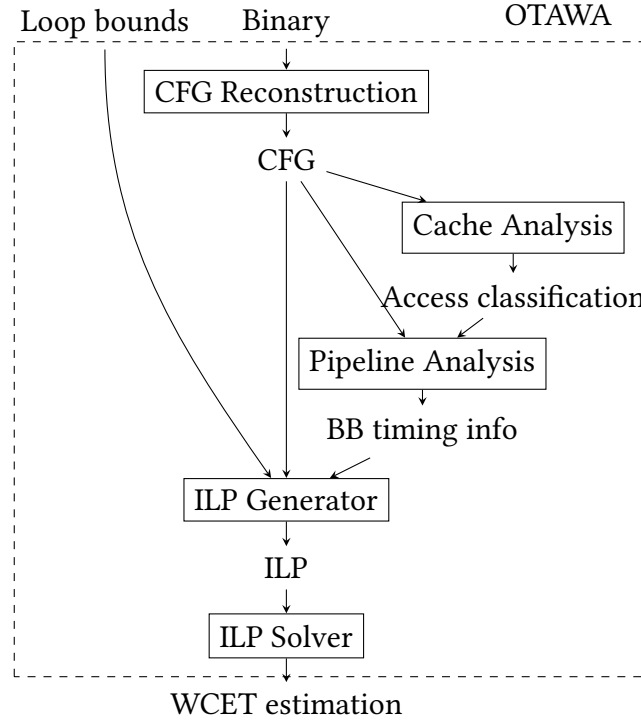 Loop bounds
Binary
OTAWA
CFG Reconstruction
CFG
Cache Analysis
Access classification
Pipeline Analysis
BB timing info
ILP Generator
ILP
ILP Solver
WCET estimation